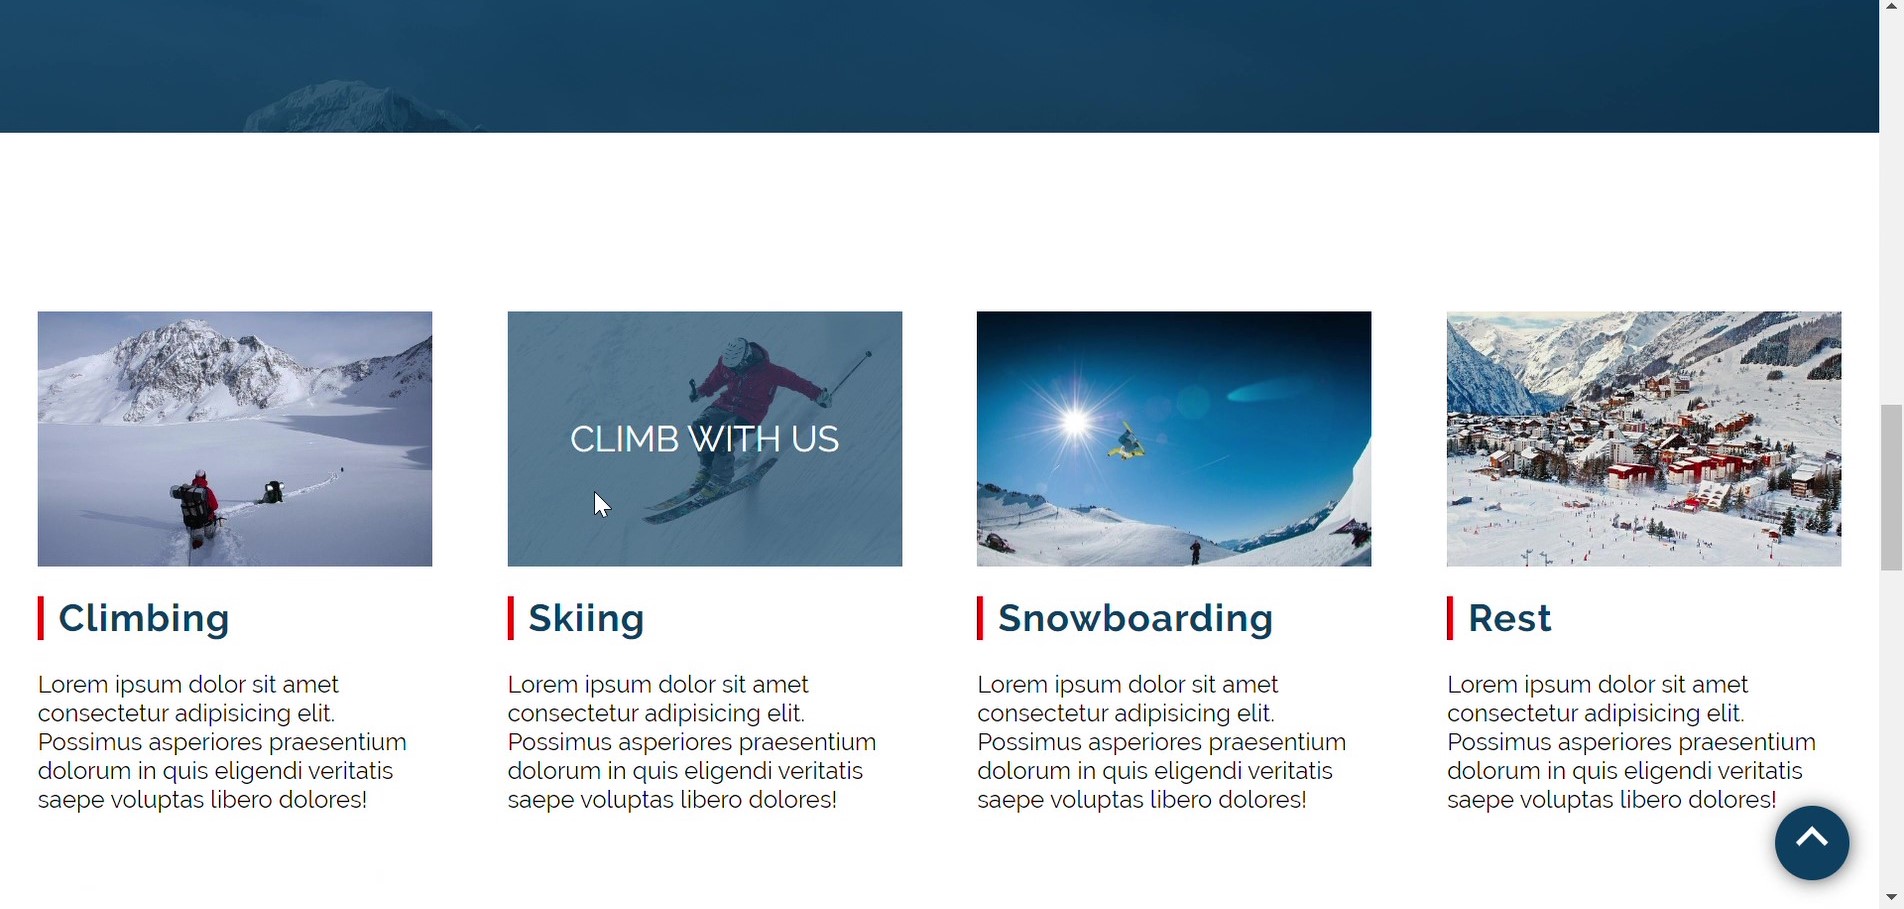 CLIMB WITH US
Climbing
Lorem ipsum dolor sit amet
consectetur adipisicing elit.
Possimus asperiores praesentium
dolorum in quis eligendi veritatis
saepe voluptas libero dolores!
Skiing
Lorem ipsum dolor sit amet
consectetur adipisicing elit.
Possimus asperiores praesentium
dolorum in quis eligendi veritatis
saepe voluptas libero dolores!
Snowboarding
Lorem ipsum dolor sit amet
consectetur adipisicing elit.
Possimus asperiores praesentium
dolorum in quis eligendi veritatis
saepe voluptas libero dolores!
Rest
Lorem ipsum dolor sit amet
consectetur adipisicing elit.
Possimus asperiores praesentium
dolorum in quis eligendi veritatis
saepe voluptas libero dolores!